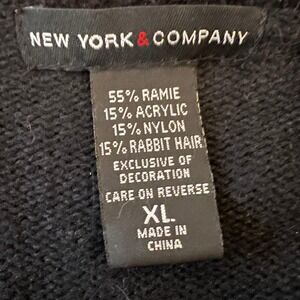 NEW YORK & COMPANY
55% RAMIE
15% ACRYLIC
15% NYLON
15% RABBIT HAIR
EXCLUSIVE OF
DECORATION
CARE ON REVERSE
XL
MADE IN
CHINA